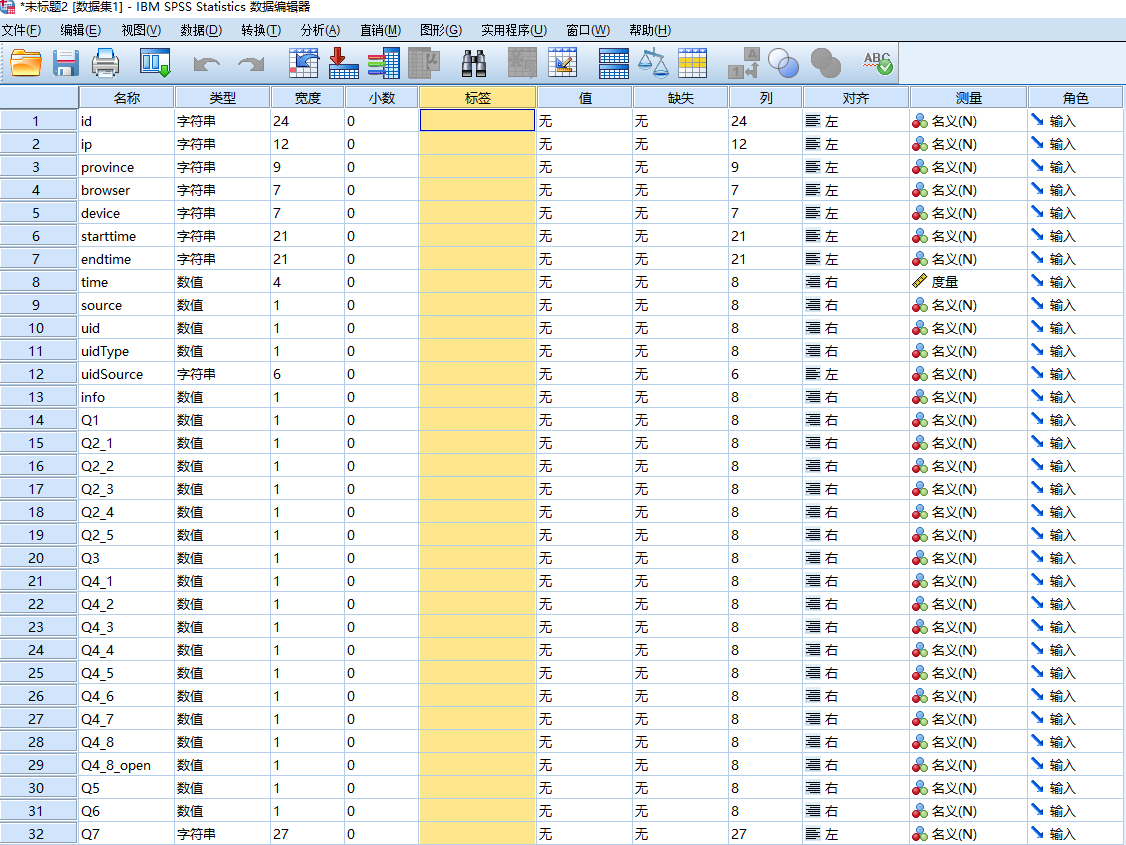 *未标题2 [数据集1] - IBM SPSS Statistics 数据编辑器
文件(F) 编辑(E) 视图(V) 数据(D) 转换(T) 分析(A) 直销(M) 图形(G) 实用程序(U) 窗口(W) 帮助(H)
μ A 1 ABC
名称 类型 宽度 小数 标签 值 缺失 列 对齐 测量 角色
1 id 字符串 24 0 无 无 24 左 名义(N) 输入
2 ip 字符串 12 0 无 无 12 左 名义(N) 输入
3 province 字符串 9 0 无 无 9 左 名义(N) 输入
4 browser 字符串 7 0 无 无 7 左 名义(N) 输入
5 device 字符串 7 0 无 无 7 左 名义(N) 输入
6 starttime 字符串 21 0 无 无 21 左 名义(N) 输入
7 endtime 字符串 21 0 无 无 21 左 名义(N) 输入
8 time 数值 4 0 无 无 8 右 度量 输入
9 source 数值 1 0 无 无 8 右 名义(N) 输入
10 uid 数值 1 0 无 无 8 右 名义(N) 输入
11 uidType 数值 1 0 无 无 8 右 名义(N) 输入
12 uidSource 字符串 6 0 无 无 6 左 名义(N) 输入
13 info 数值 1 0 无 无 8 右 名义(N) 输入
14 Q1 数值 1 0 无 无 8 右 名义(N) 输入
15 Q2_1 数值 1 0 无 无 8 右 名义(N) 输入
16 Q2_2 数值 1 0 无 无 8 右 名义(N) 输入
17 Q2_3 数值 1 0 无 无 8 右 名义(N) 输入
18 Q2_4 数值 1 0 无 无 8 右 名义(N) 输入
19 Q2_5 数值 1 0 无 无 8 右 名义(N) 输入
20 Q3 数值 1 0 无 无 8 右 名义(N) 输入
21 Q4_1 数值 1 0 无 无 8 右 名义(N) 输入
22 Q4_2 数值 1 0 无 无 8 右 名义(N) 输入
23 Q4_3 数值 1 0 无 无 8 右 名义(N) 输入
24 Q4_4 数值 1 0 无 无 8 右 名义(N) 输入
25 Q4_5 数值 1 0 无 无 8 右 名义(N) 输入
26 Q4_6 数值 1 0 无 无 8 右 名义(N) 输入
27 Q4_7 数值 1 0 无 无 8 右 名义(N) 输入
28 Q4_8 数值 1 0 无 无 8 右 名义(N) 输入
29 Q4_8_open 数值 1 0 无 无 8 右 名义(N) 输入
30 Q5 数值 1 0 无 无 8 右 名义(N) 输入
31 Q6 数值 1 0 无 无 8 右 名义(N) 输入
32 Q7 字符串 27 0 无 无 27 左 名义(N) 输入